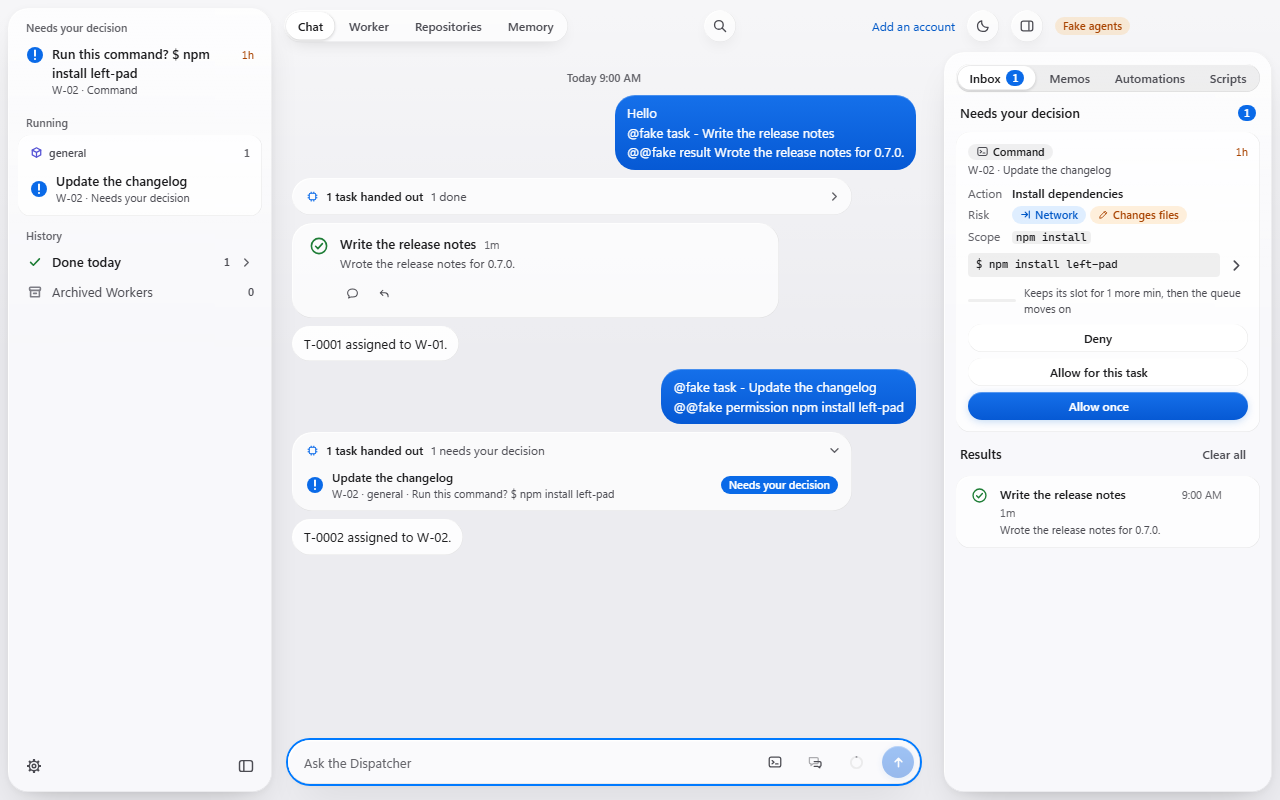 Needs your decision
Run this command? $ npm
install left-pad
1h
W-02 · Command
Running
general
1
Update the changelog
W-02 · Needs your decision
History
Done today
1
Archived Workers
0
Chat
Worker
Repositories
Memory
Add an account
Fake agents
Today 9:00 AM
Hello
@fake task - Write the release notes
@@fake result Wrote the release notes for 0.7.0.
1 task handed out 1 done
Write the release notes 1m
Wrote the release notes for 0.7.0.
T-0001 assigned to W-01.
@fake task - Update the changelog
@@fake permission npm install left-pad
1 task handed out 1 needs your decision
Update the changelog
W-02 · general · Run this command? $ npm install left-pad
Needs your decision
T-0002 assigned to W-02.
Ask the Dispatcher
Inbox 1
Memos
Automations
Scripts
Needs your decision
1
Command
1h
W-02 · Update the changelog
Action Install dependencies
Risk Network Changes files
Scope npm install
$ npm install left-pad
Keeps its slot for 1 more min, then the queue
moves on
Deny
Allow for this task
Allow once
Results
Clear all
Write the release notes
9:00 AM
1m
Wrote the release notes for 0.7.0.